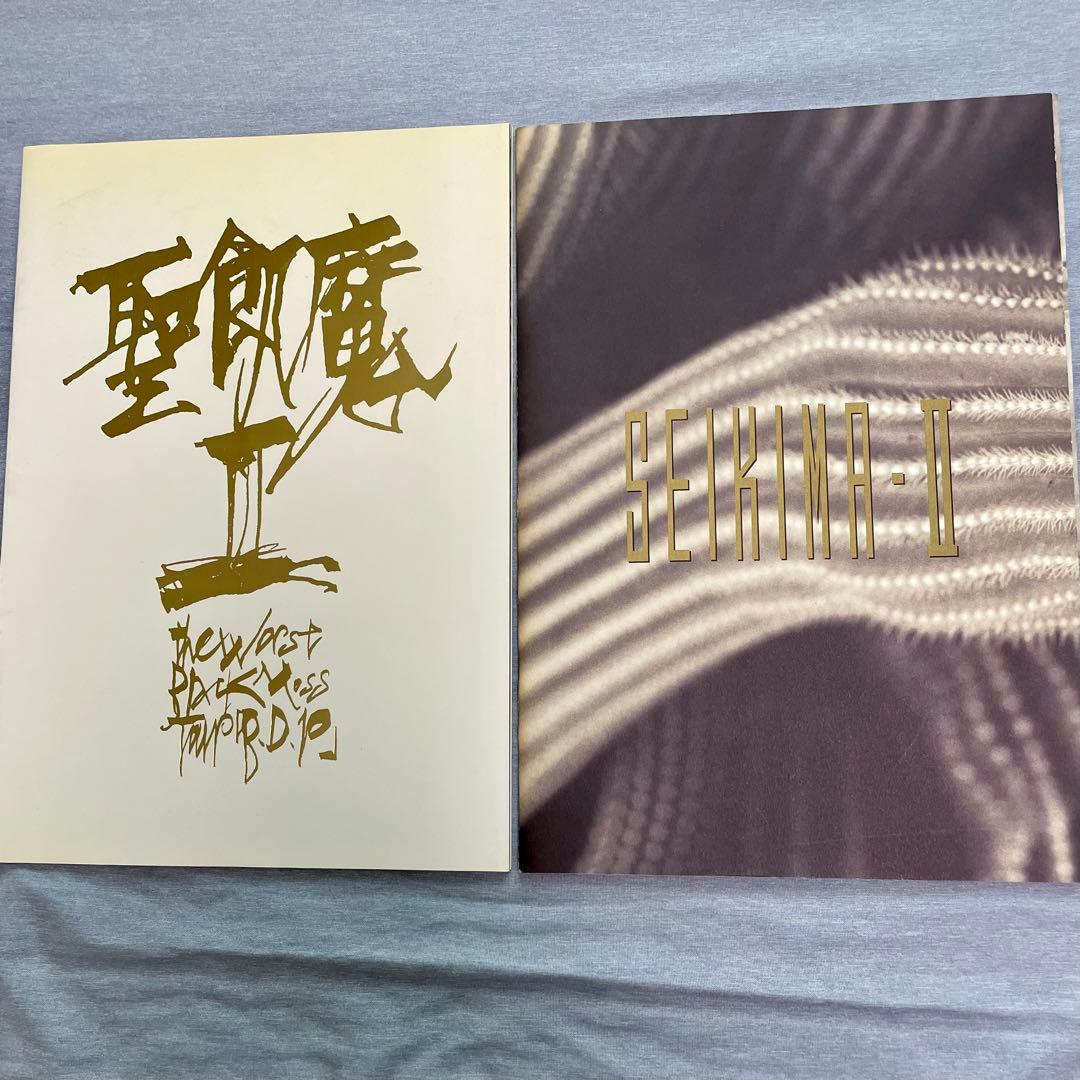 聖飢魔
II
The Worst
Black Mass
Tour「B.D.10」
SEIKIMA-II